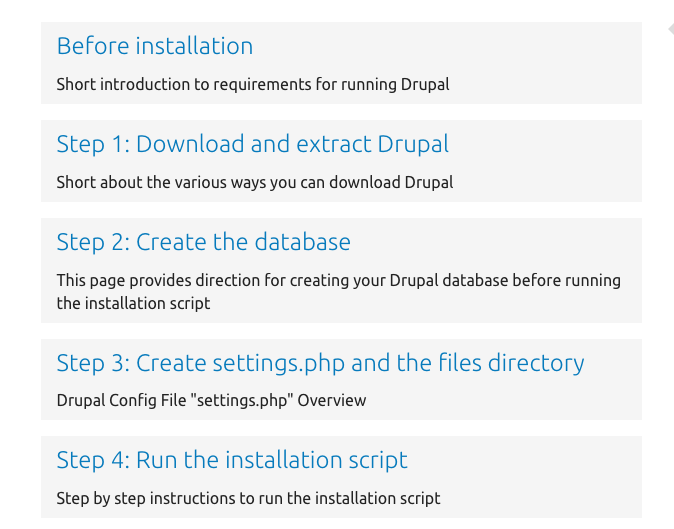 Before installation
Short introduction to requirements for running Drupal
Step 1: Download and extract Drupal
Short about the various ways you can download Drupal
Step 2: Create the database
This page provides direction for creating your Drupal database before running
the installation script
Step 3: Create settings.php and the files directory
Drupal Config File "settings.php" Overview
Step 4: Run the installation script
Step by step instructions to run the installation script